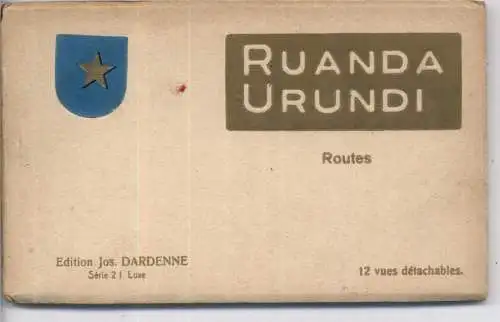 RUANDA
URUNDI
Routes
Edition Jos. DARDENNE
Série 2 I Luxe
12 vues détachables.